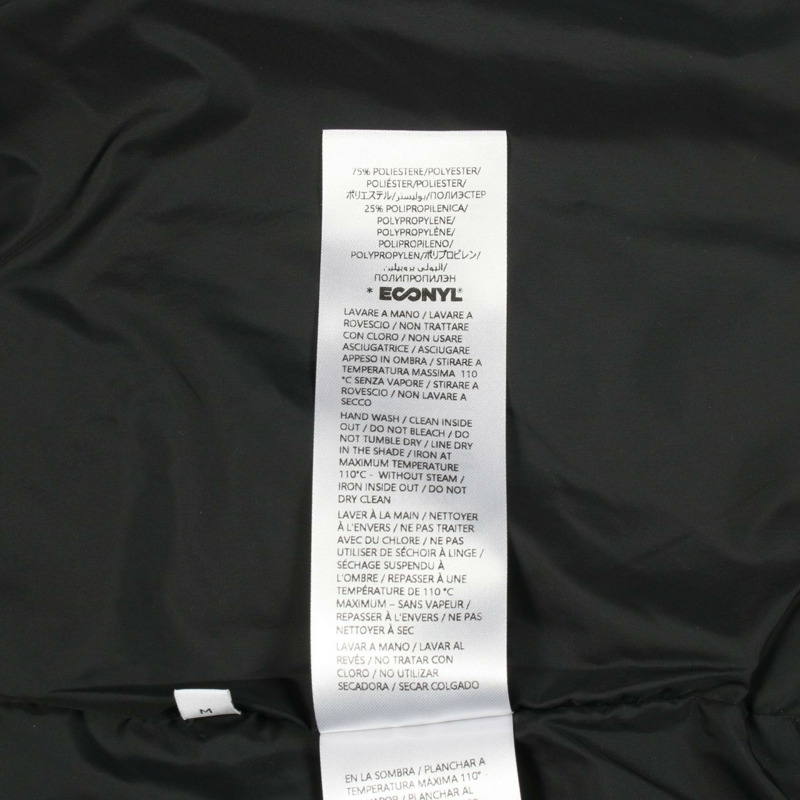 75% POLIESTERE/POLYESTER/
POLIÉSTER/POLIESTER/
ポリエステル/بوليستر/ПОЛИЭСТЕР
25% POLIPROPILENICA/
POLYPROPYLENE/
POLYPROPYLÈNE/
POLIPROPILENO/
POLYPROPYLEN/ポリプロピレン/
البولي بروبيلين/
ПОЛИПРОПИЛЭН
* ECONYL®
LAVARE A MANO / LAVARE A
ROVESCIO / NON TRATTARE
CON CLORO / NON USARE
ASCIUGATRICE / ASCIUGARE
APPESO IN OMBRA / STIRARE A
TEMPERATURA MASSIMA 110
°C SENZA VAPORE / STIRARE A
ROVESCIO / NON LAVARE A
SECCO
HAND WASH / CLEAN INSIDE
OUT / DO NOT BLEACH / DO
NOT TUMBLE DRY / LINE DRY
IN THE SHADE / IRON AT
MAXIMUM TEMPERATURE
110°C - WITHOUT STEAM /
IRON INSIDE OUT / DO NOT
DRY CLEAN
LAVER À LA MAIN / NETTOYER
À L'ENVERS / NE PAS TRAITER
AVEC DU CHLORE / NE PAS
UTILISER DE SÉCHOIR À LINGE /
SÉCHAGE SUSPENDU À
L'OMBRE / REPASSER À UNE
TEMPÉRATURE DE 110 °C
MAXIMUM – SANS VAPEUR /
REPASSER À L'ENVERS / NE PAS
NETTOYER À SEC
LAVAR A MANO / LAVAR AL
REVÉS / NO TRATAR CON
CLORO / NO UTILIZAR
SECADORA / SECAR COLGADO
M
EN LA SOMBRA / PLANCHAR A
TEMPERATURA MÁXIMA 110°
VAPOR / PLANCHAR AL